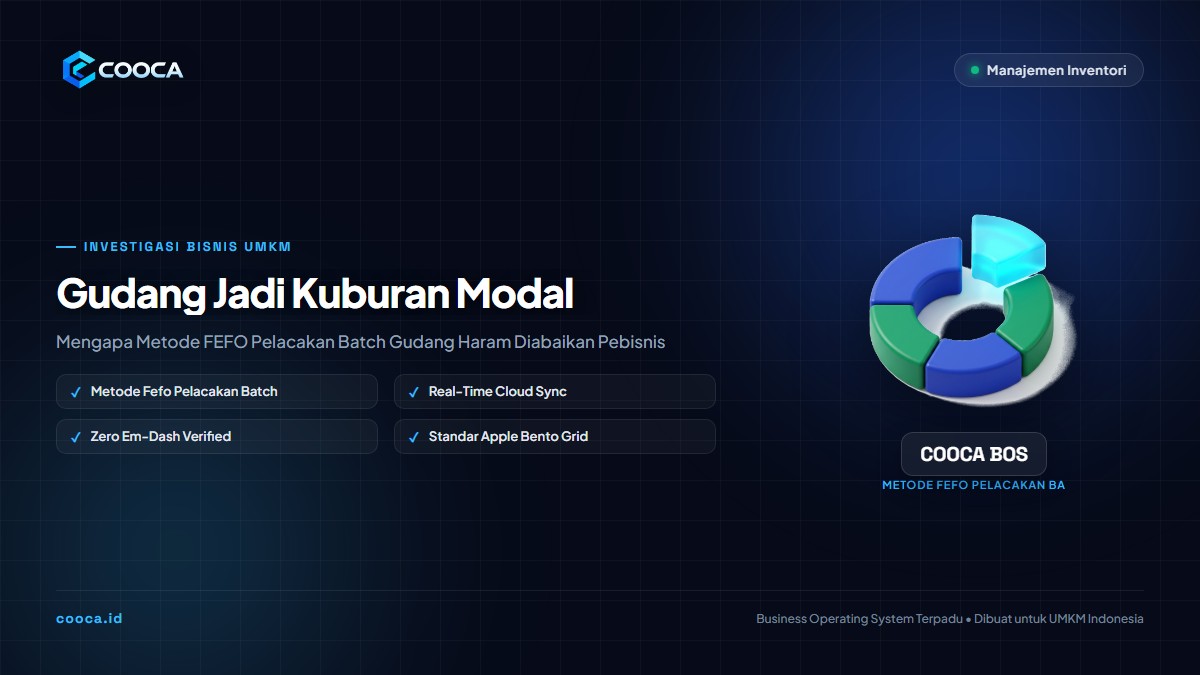 COOCA
Manajemen Inventori
INVESTIGASI BISNIS UMKM
Gudang Jadi Kuburan Modal
Mengapa Metode FEFO Pelacakan Batch Gudang Haram Diabaikan Pebisnis
✓ Metode Fefo Pelacakan Batch
✓ Real-Time Cloud Sync
✓ Zero Em-Dash Verified
✓ Standar Apple Bento Grid
COOCA BOS
METODE FEFO PELACAKAN BA
cooca.id
Business Operating System Terpadu • Dibuat untuk UMKM Indonesia